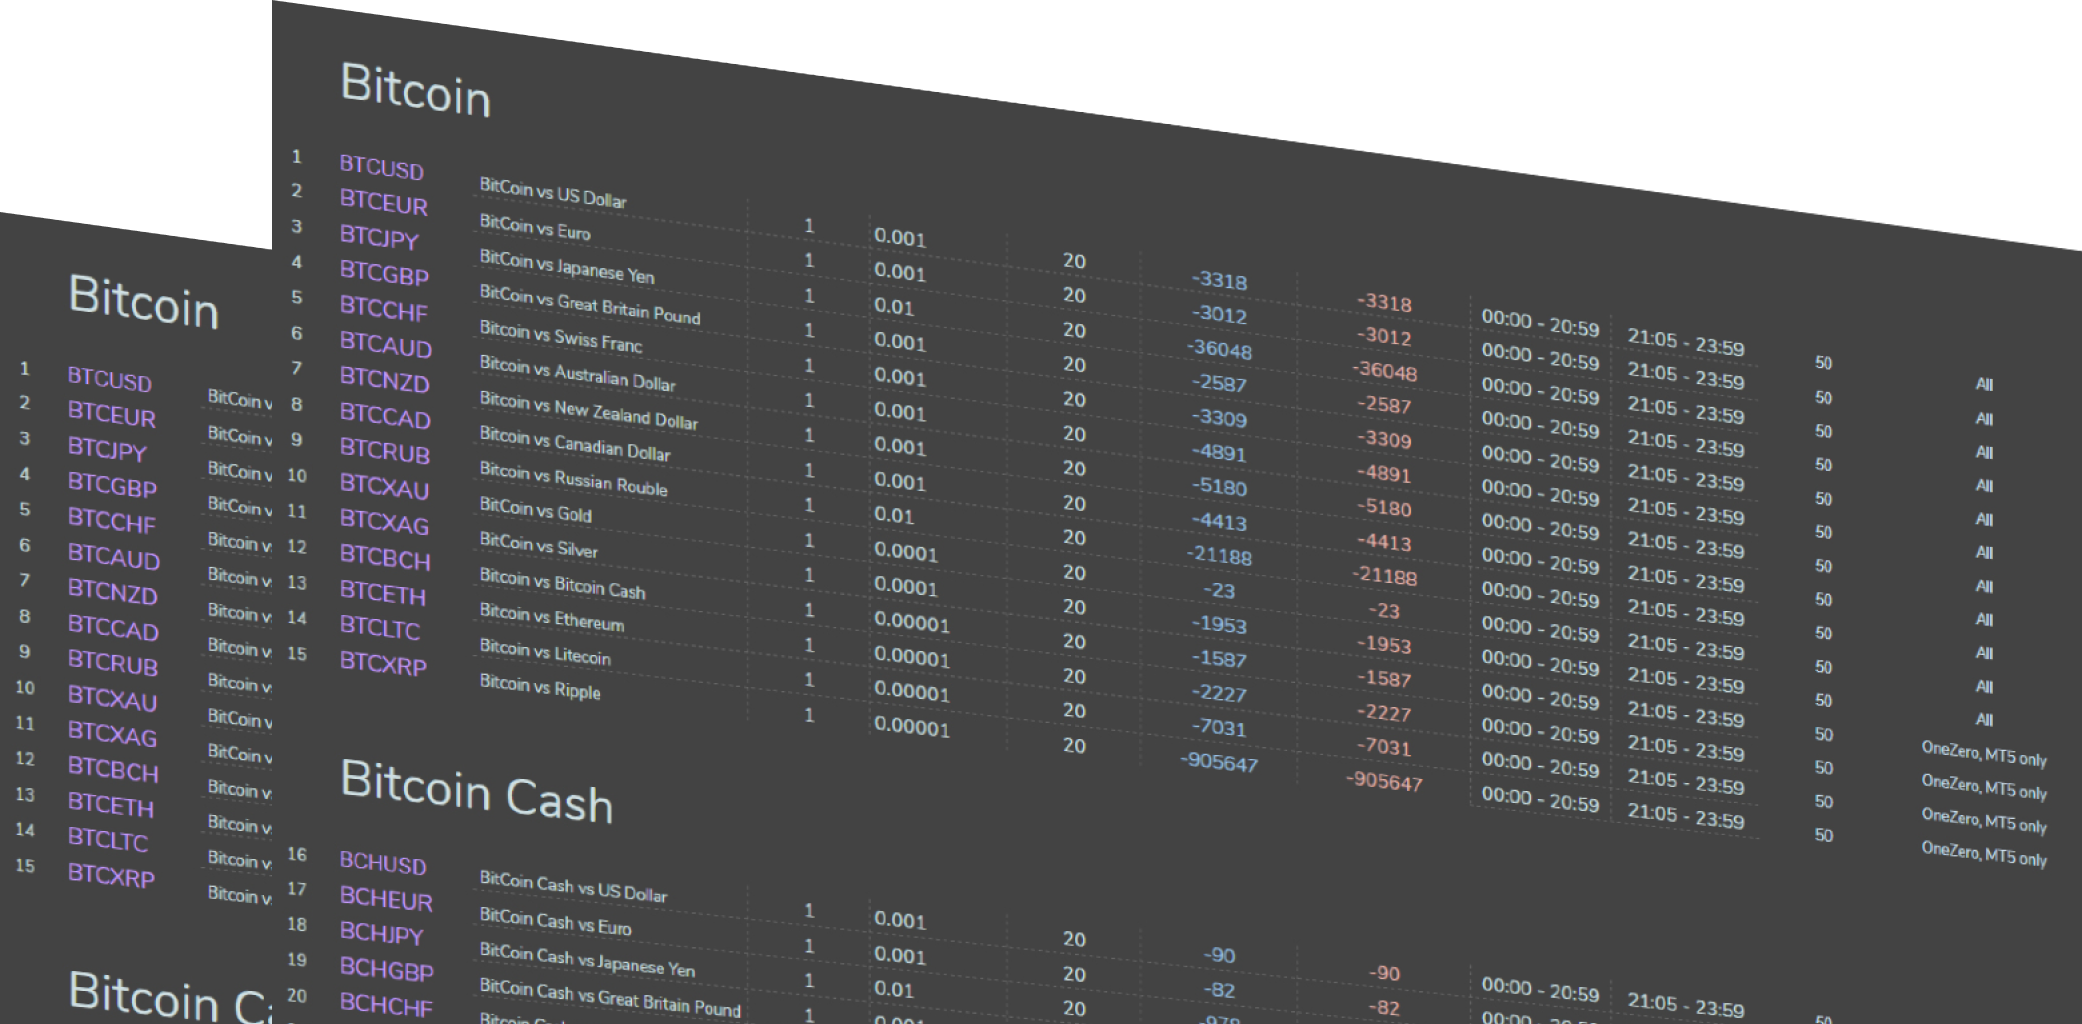 Bitcoin
1 BTCUSD BitCoin vs US Dollar 1 0.001 20 -3318 -3318 00:00 - 20:59 21:05 - 23:59 50 All
2 BTCEUR BitCoin vs Euro 1 0.001 20 -3012 -3012 00:00 - 20:59 21:05 - 23:59 50 All
3 BTCJPY BitCoin vs Japanese Yen 1 0.01 20 -36048 -36048 00:00 - 20:59 21:05 - 23:59 50 All
4 BTCGBP BitCoin vs Great Britain Pound 1 0.001 20 -2587 -2587 00:00 - 20:59 21:05 - 23:59 50 All
5 BTCCHF Bitcoin vs Swiss Franc 1 0.001 20 -3309 -3309 00:00 - 20:59 21:05 - 23:59 50 All
6 BTCAUD Bitcoin vs Australian Dollar 1 0.001 20 -4891 -4891 00:00 - 20:59 21:05 - 23:59 50 All
7 BTCNZD Bitcoin vs New Zealand Dollar 1 0.001 20 -5180 -5180 00:00 - 20:59 21:05 - 23:59 50 All
8 BTCCAD Bitcoin vs Canadian Dollar 1 0.001 20 -4413 -4413 00:00 - 20:59 21:05 - 23:59 50 All
9 BTCRUB Bitcoin vs Russian Rouble 1 0.01 20 -21188 -21188 00:00 - 20:59 21:05 - 23:59 50 All
10 BTCXAU BitCoin vs Gold 1 0.0001 20 -23 -23 00:00 - 20:59 21:05 - 23:59 50 All
11 BTCXAG BitCoin vs Silver 1 0.0001 20 -1953 -1953 00:00 - 20:59 21:05 - 23:59 50 All
12 BTCBCH Bitcoin vs Bitcoin Cash 1 0.00001 20 -1587 -1587 00:00 - 20:59 21:05 - 23:59 50 OneZero, MT5 only
13 BTCETH Bitcoin vs Ethereum 1 0.00001 20 -2227 -2227 00:00 - 20:59 21:05 - 23:59 50 OneZero, MT5 only
14 BTCLTC Bitcoin vs Litecoin 1 0.00001 20 -7031 -7031 00:00 - 20:59 21:05 - 23:59 50 OneZero, MT5 only
15 BTCXRP Bitcoin vs Ripple 1 0.00001 20 -905647 -905647 00:00 - 20:59 21:05 - 23:59 50 OneZero, MT5 only
Bitcoin Cash
16 BCHUSD BitCoin Cash vs US Dollar 1 0.001 20 -90 -90 00:00 - 20:59 21:05 - 23:59
17 BCHEUR BitCoin Cash vs Euro 1 0.001 20 -82 -82
18 BCHJPY BitCoin Cash vs Japanese Yen 1 0.01 20
19 BCHGBP BitCoin Cash vs Great Britain Pound 1
20 BCHCHF
Bitcoin
1 BTCUSD BitCoin
2 BTCEUR BitCoin
3 BTCJPY BitCoin
4 BTCGBP BitCoin
5 BTCCHF Bitcoin
6 BTCAUD Bitcoin
7 BTCNZD Bitcoin
8 BTCCAD Bitcoin
9 BTCRUB Bitcoin
10 BTCXAU BitCoin
11 BTCXAG BitCoin
12 BTCBCH Bitcoin
13 BTCETH Bitcoin
14 BTCLTC Bitcoin
15 BTCXRP Bitcoin
Bitcoin